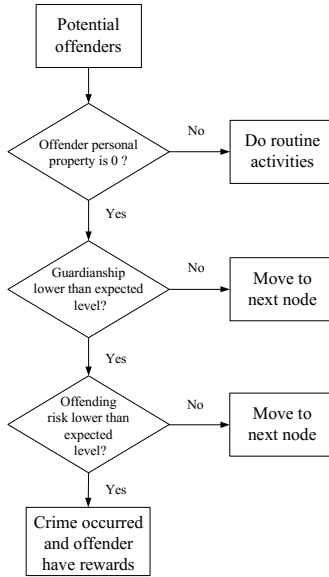 Potential
offenders
Offender personal
property is 0 ?
No
Do routine
activities
Yes
Guardianship
lower than expected
level?
No
Move to
next node
Yes
Offending
risk lower than
expected
level?
No
Move to
next node
Yes
Crime occurred
and offender
have rewards